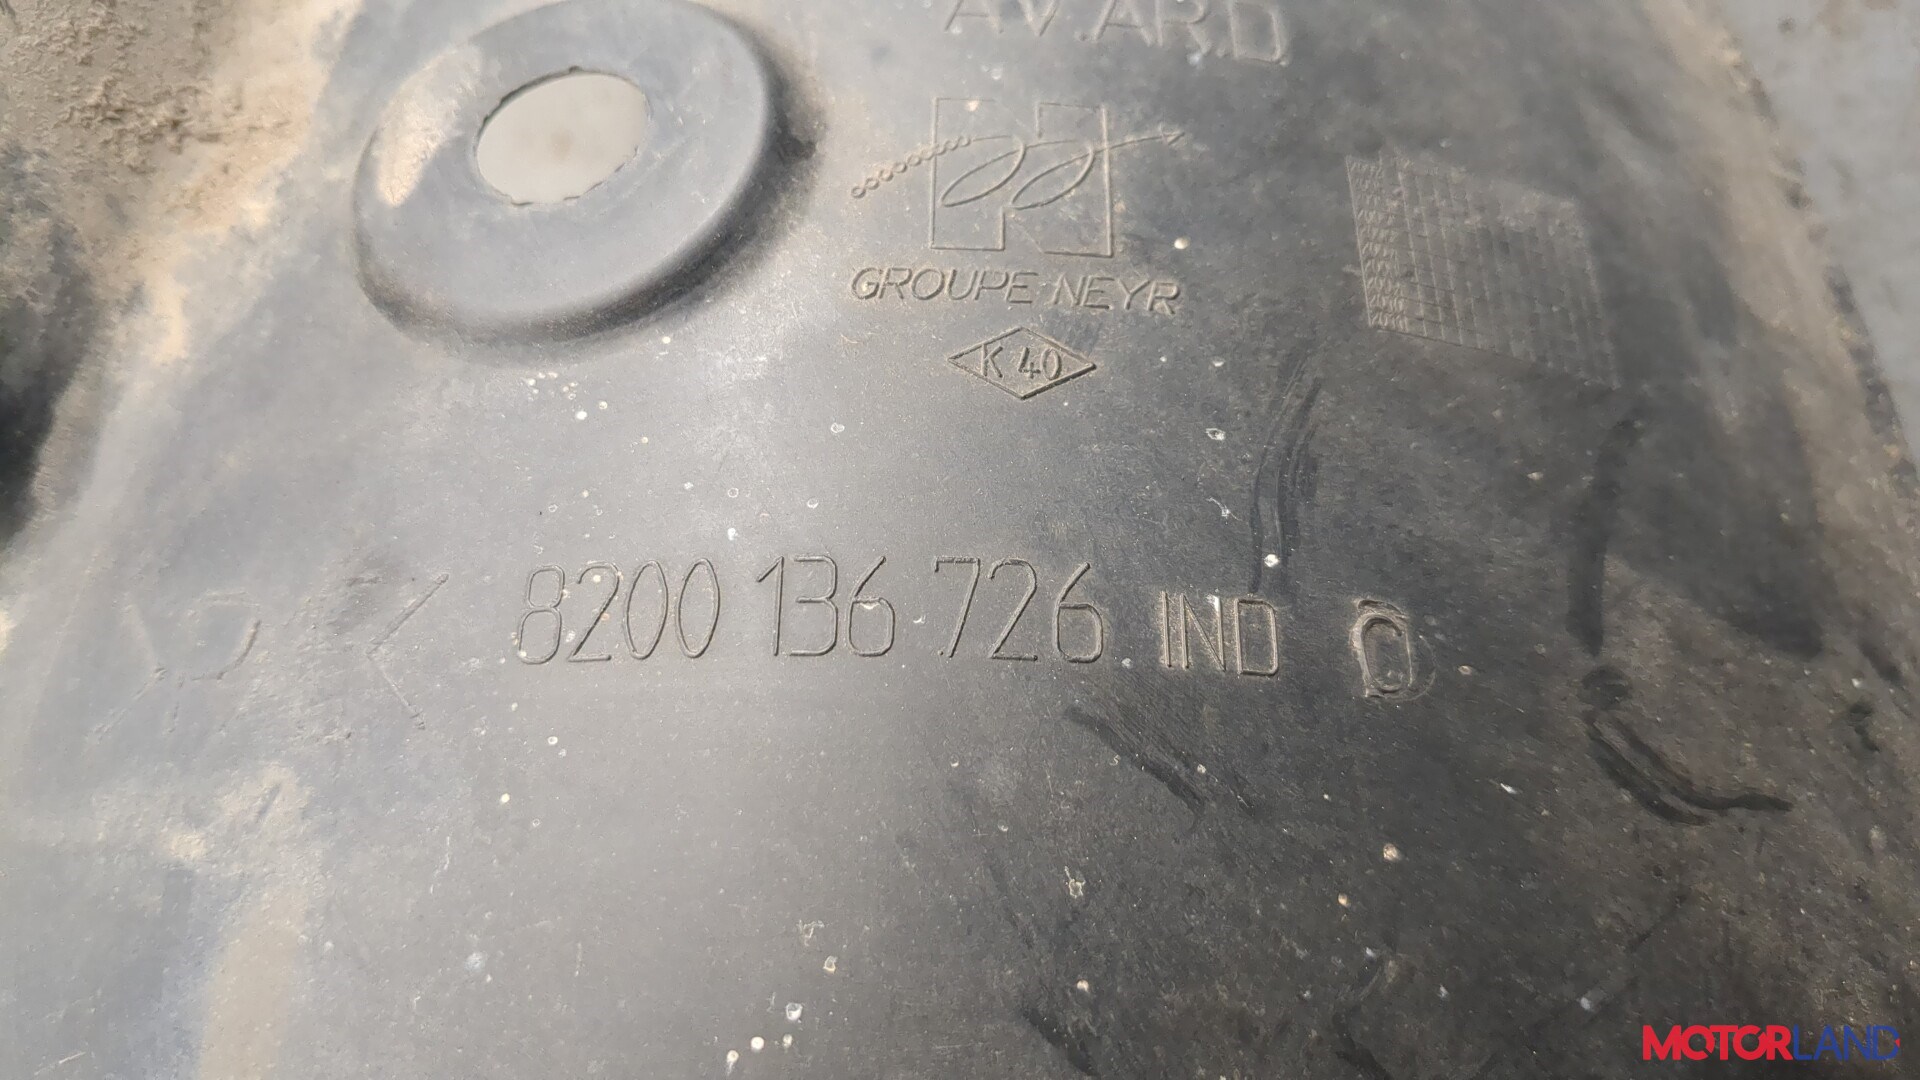 AV.AR.D
GROUPE NEYR
K 40
8200 136 726 IND C
MOTORLAND